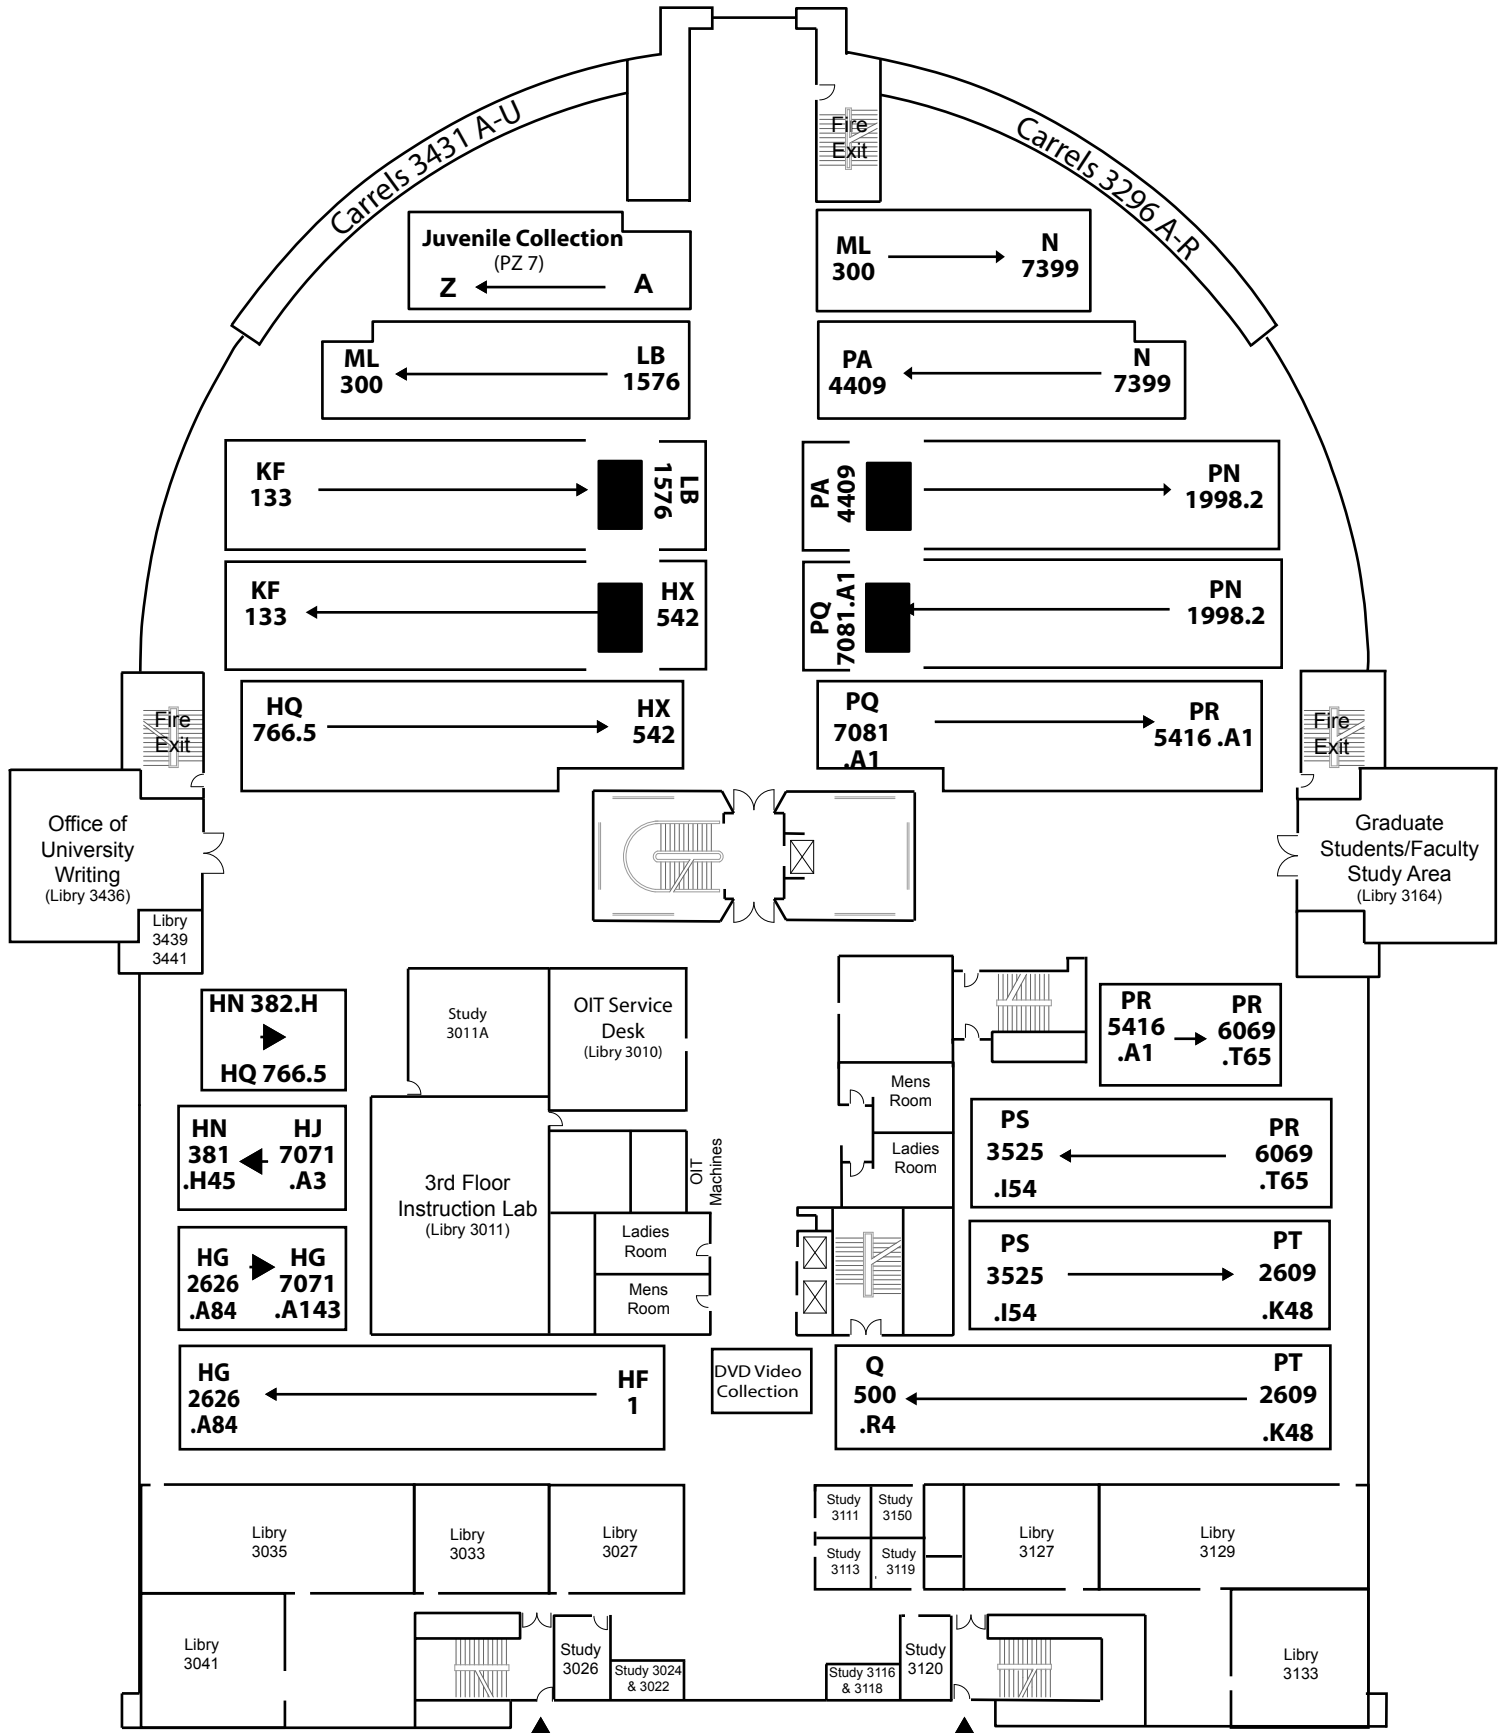 Carrels 3431 A-U
Fire
Exit
Carrels 3296 A-R
Juvenile Collection
(PZ 7)
Z
A
ML
300
N
7399
ML
300
LB
1576
PA
4409
N
7399
KF
133
LB
1576
PA
4409
PN
1998.2
KF
133
HX
542
PQ
7081.A1
PN
1998.2
HQ
766.5
HX
542
PQ
7081
.A1
PR
5416 .A1
Fire
Exit
Fire
Exit
Office of
University
Writing
(Libry 3436)
Libry
3439
3441
Graduate
Students/Faculty
Study Area
(Libry 3164)
HN 382.H
HQ 766.5
Study
3011A
OIT Service
Desk
(Libry 3010)
PR
5416
.A1
PR
6069
.T65
Mens
Room
Ladies
Room
HN
381
.H45
HJ
7071
.A3
3rd Floor
Instruction Lab
(Libry 3011)
OIT
Machines
PS
3525
.I54
PR
6069
.T65
Ladies
Room
Mens
Room
HG
2626
.A84
HG
7071
.A143
PS
3525
.I54
PT
2609
.K48
HG
2626
.A84
HF
1
DVD Video
Collection
Q
500
.R4
PT
2609
.K48
Libry
3035
Libry
3033
Libry
3027
Study
3111
Study
3150
Study
3113
Study
3119
Libry
3127
Libry
3129
Libry
3041
Study
3026
Study 3024
& 3022
Study 3116
& 3118
Study
3120
Libry
3133